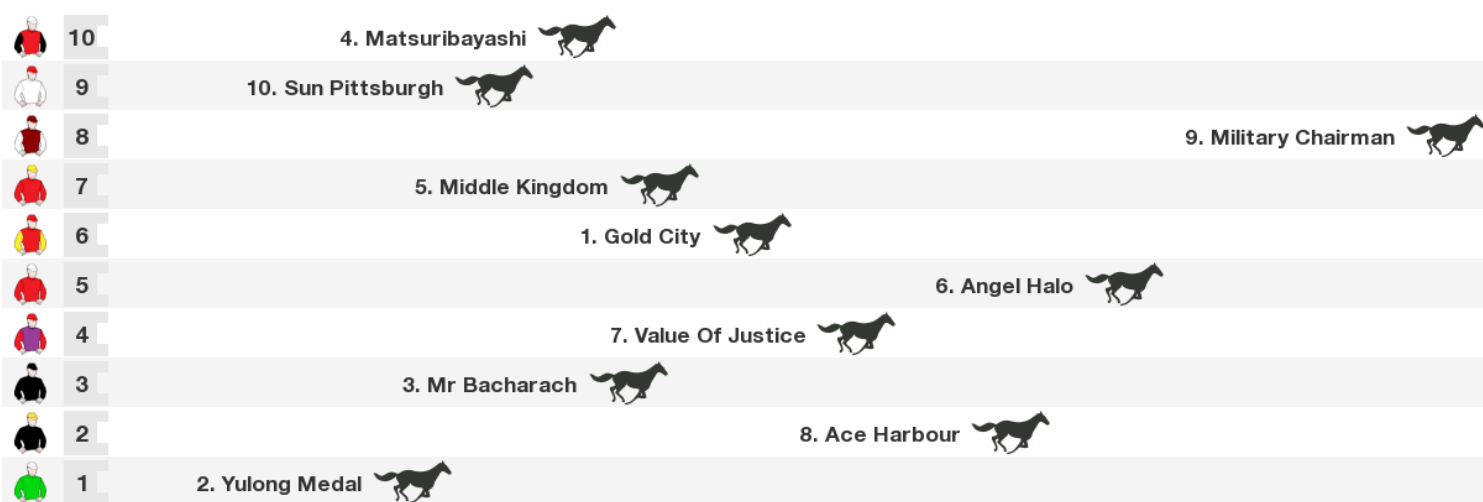 10 4. Matsuribayashi
9 10. Sun Pittsburgh
8 9. Military Chairman
7 5. Middle Kingdom
6 1. Gold City
5 6. Angel Halo
4 7. Value Of Justice
3 3. Mr Bacharach
2 8. Ace Harbour
1 2. Yulong Medal